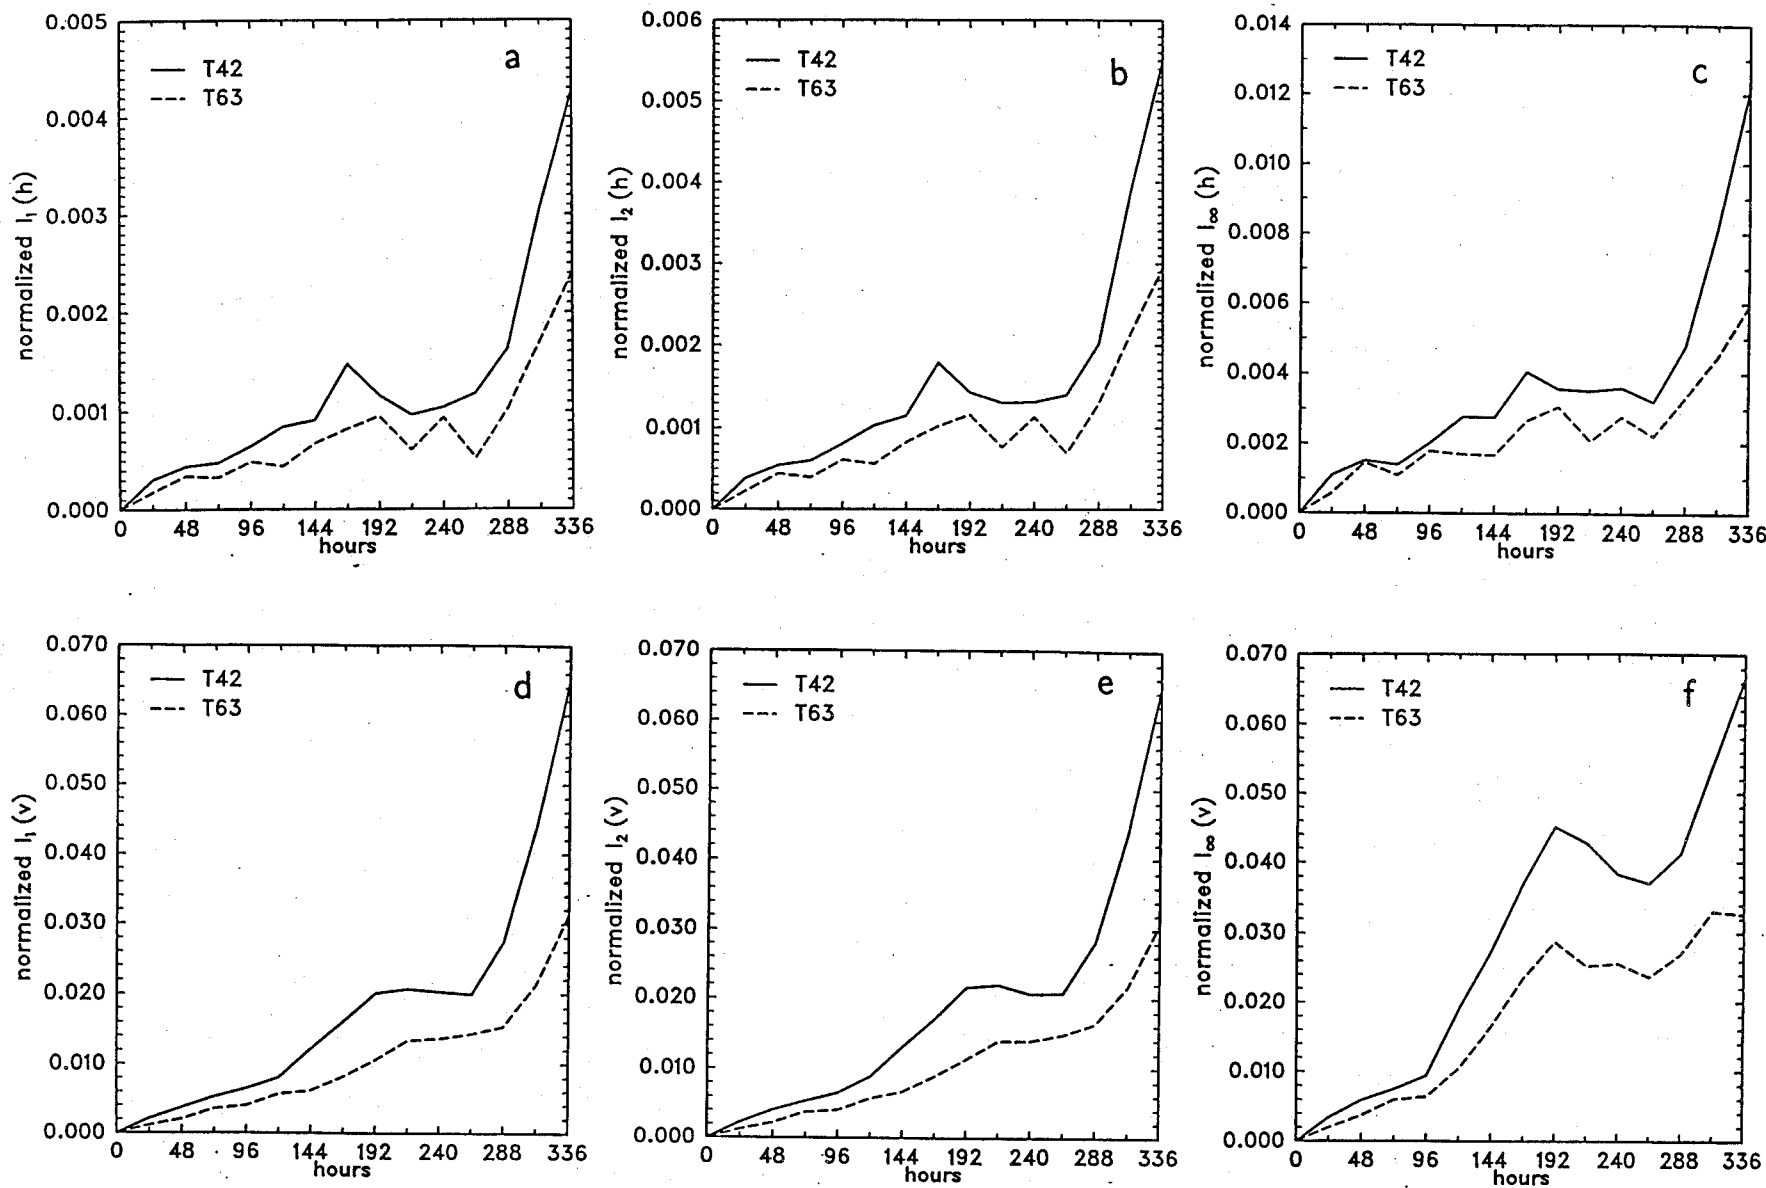 a
T42
T63
normalized l₁ (h)
0.005
0.004
0.003
0.002
0.001
0.000
0 48 96 144 192 240 288 336
hours
b
T42
T63
normalized l₂ (h)
0.006
0.005
0.004
0.003
0.002
0.001
0.000
0 48 96 144 192 240 288 336
hours
c
T42
T63
normalized l∞ (h)
0.014
0.012
0.010
0.008
0.006
0.004
0.002
0.000
0 48 96 144 192 240 288 336
hours
d
T42
T63
normalized l₁ (v)
0.070
0.060
0.050
0.040
0.030
0.020
0.010
0.000
0 48 96 144 192 240 288 336
hours
e
T42
T63
normalized l₂ (v)
0.070
0.060
0.050
0.040
0.030
0.020
0.010
0.000
0 48 96 144 192 240 288 336
hours
f
T42
T63
normalized l∞ (v)
0.070
0.060
0.050
0.040
0.030
0.020
0.010
0.000
0 48 96 144 192 240 288 336
hours